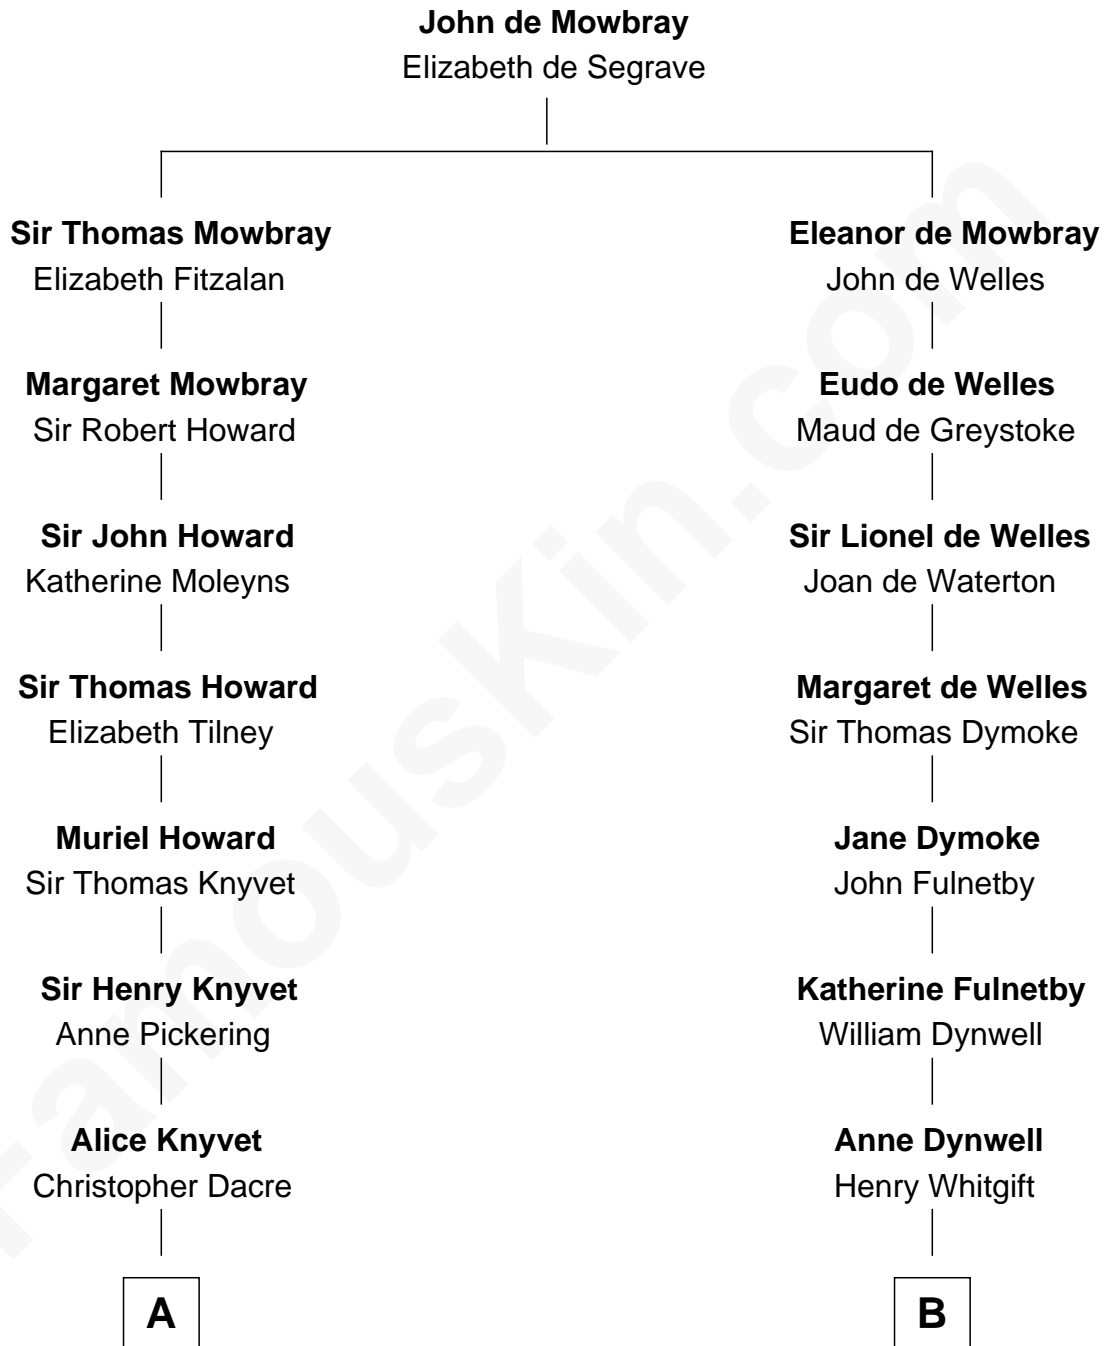 John de Mowbray
Elizabeth de Segrave
Sir Thomas Mowbray
Elizabeth Fitzalan
Eleanor de Mowbray
John de Welles
Margaret Mowbray
Sir Robert Howard
Eudo de Welles
Maud de Greystoke
Sir John Howard
Katherine Moleyns
Sir Lionel de Welles
Joan de Waterton
Sir Thomas Howard
Elizabeth Tilney
Margaret de Welles
Sir Thomas Dymoke
Muriel Howard
Sir Thomas Knyvet
Jane Dymoke
John Fulnetby
Sir Henry Knyvet
Anne Pickering
Katherine Fulnetby
William Dynwell
Alice Knyvet
Christopher Dacre
Anne Dynwell
Henry Whitgift
A
B
FamousKin.com